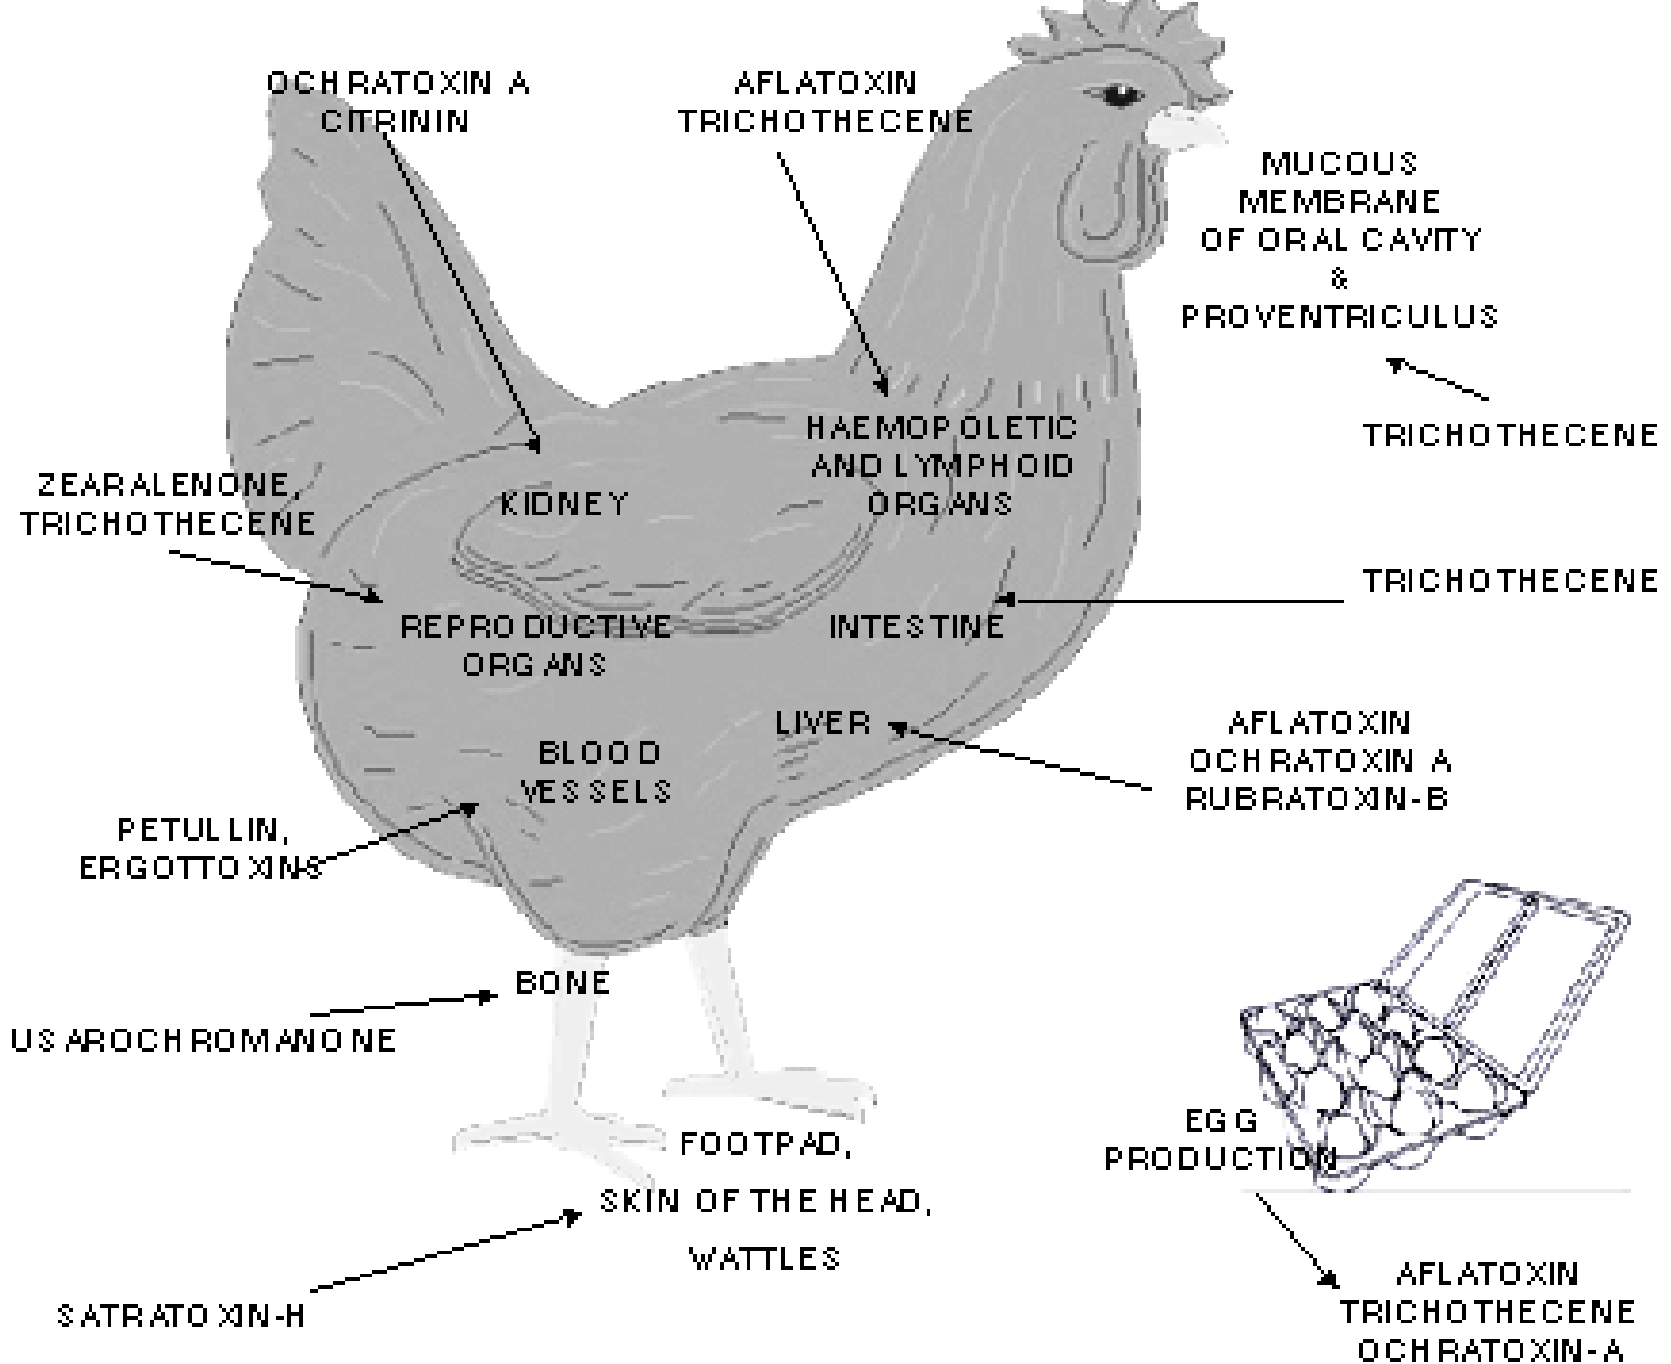 OCHRATOXIN A
CITRININ
AFLATOXIN
TRICHOTHECENE
MUCOUS
MEMBRANE
OF ORAL CAVITY
&
PROVENTRICULUS
TRICHOTHECENE
HAEMOPOLETIC
AND LYMPHOID
ORGANS
KIDNEY
ZEARALENONE,
TRICHOTHECENE
TRICHOTHECENE
REPRODUCTIVE
ORGANS
INTESTINE
LIVER
AFLATOXIN
OCHRATOXIN A
RUBRATOXIN-B
BLOOD
VESSELS
PETULLIN,
ERGOTTOXINS
BONE
USAROCHROMANONE
EGG
PRODUCTION
FOOTPAD,
SKIN OF THE HEAD,
WATTLES
SATRATOXIN-H
AFLATOXIN
TRICHOTHECENE
OCHRATOXIN-A